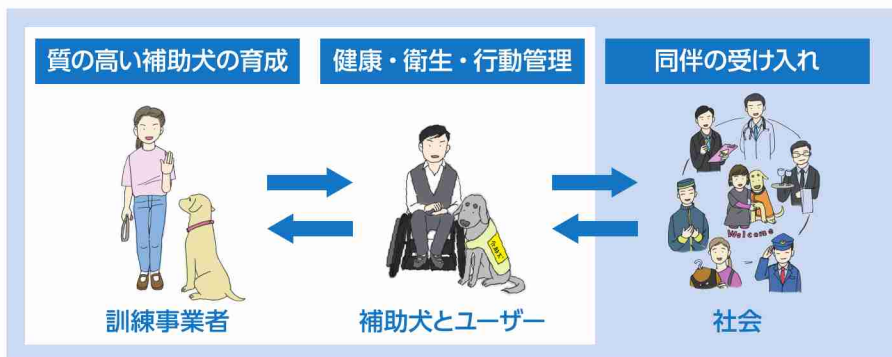 質の高い補助犬の育成
健康・衛生・行動管理
同伴の受け入れ
Welcome
訓練事業者
補助犬とユーザー
社会